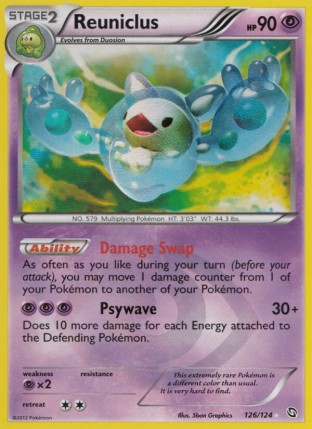 STAGE2 Reuniclus HP90
Evolves from Duosion
NO. 579 Multiplying Pokémon HT: 3'03" WT: 44.3 lbs.
Ability Damage Swap
As often as you like during your turn (before your
attack), you may move 1 damage counter from 1 of
your Pokémon to another of your Pokémon.
Psywave 30+
Does 10 more damage for each Energy attached to
the Defending Pokémon.
weakness resistance
×2
This extremely rare Pokémon is
a different color than usual.
It is very hard to find.
retreat
Illus. 5ban Graphics 126/124
©2012 Pokémon